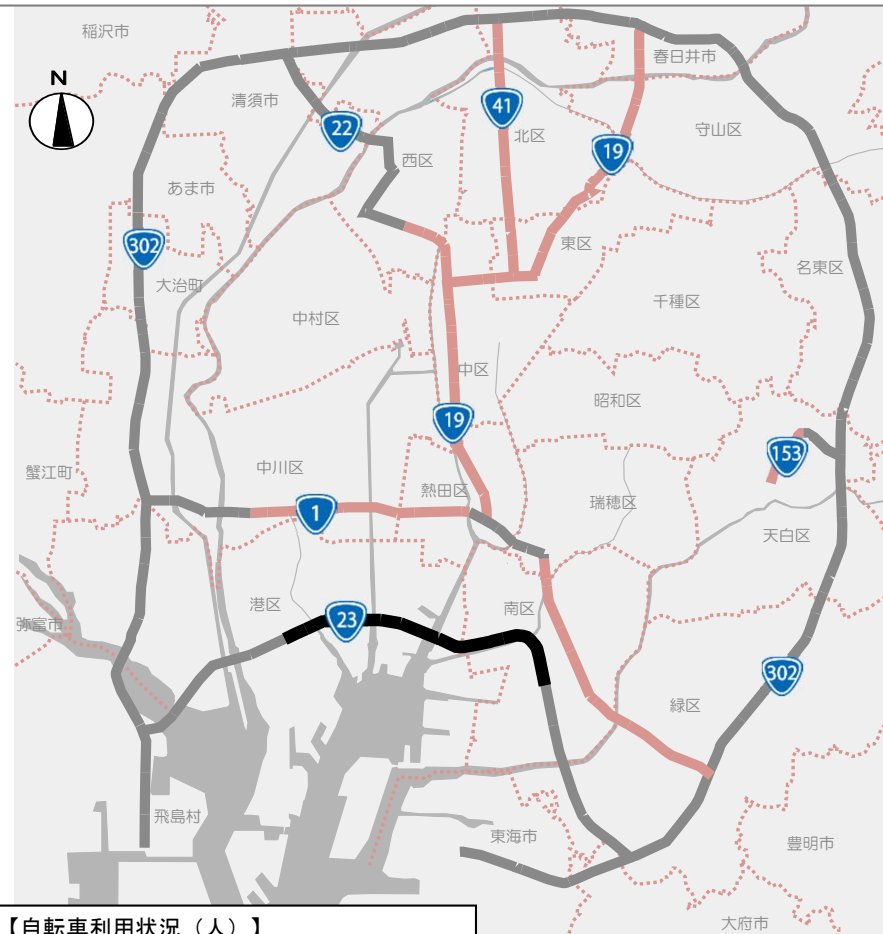 稲沢市
春日井市
N
清須市
41
22
北区
守山区
西区
19
あま市
302
東区
名東区
大治町
千種区
中村区
中区
昭和区
19
153
蟹江町
中川区
熱田区
瑞穂区
1
天白区
港区
南区
23
弥富市
302
緑区
飛島村
東海市
豊明市
【自転車利用状況（人）】
大府市